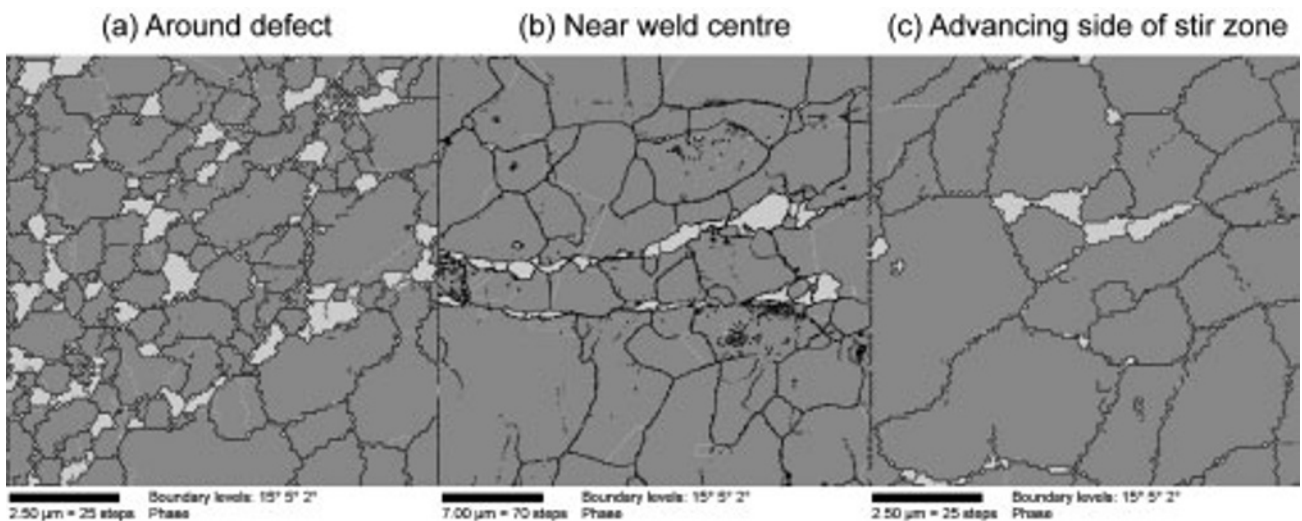 (a) Around defect
(b) Near weld centre
(c) Advancing side of stir zone
Boundary levels: 15° 5° 2°
2.50 µm = 25 steps Phase
Boundary levels: 15° 5° 2°
7.00 µm = 70 steps Phase
Boundary levels: 15° 5° 2°
2.50 µm = 25 steps Phase